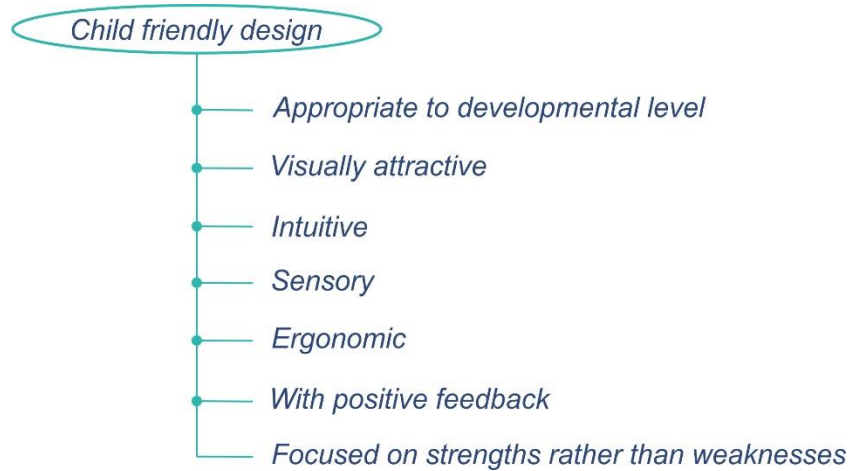 Child friendly design
Appropriate to developmental level
Visually attractive
Intuitive
Sensory
Ergonomic
With positive feedback
Focused on strengths rather than weaknesses